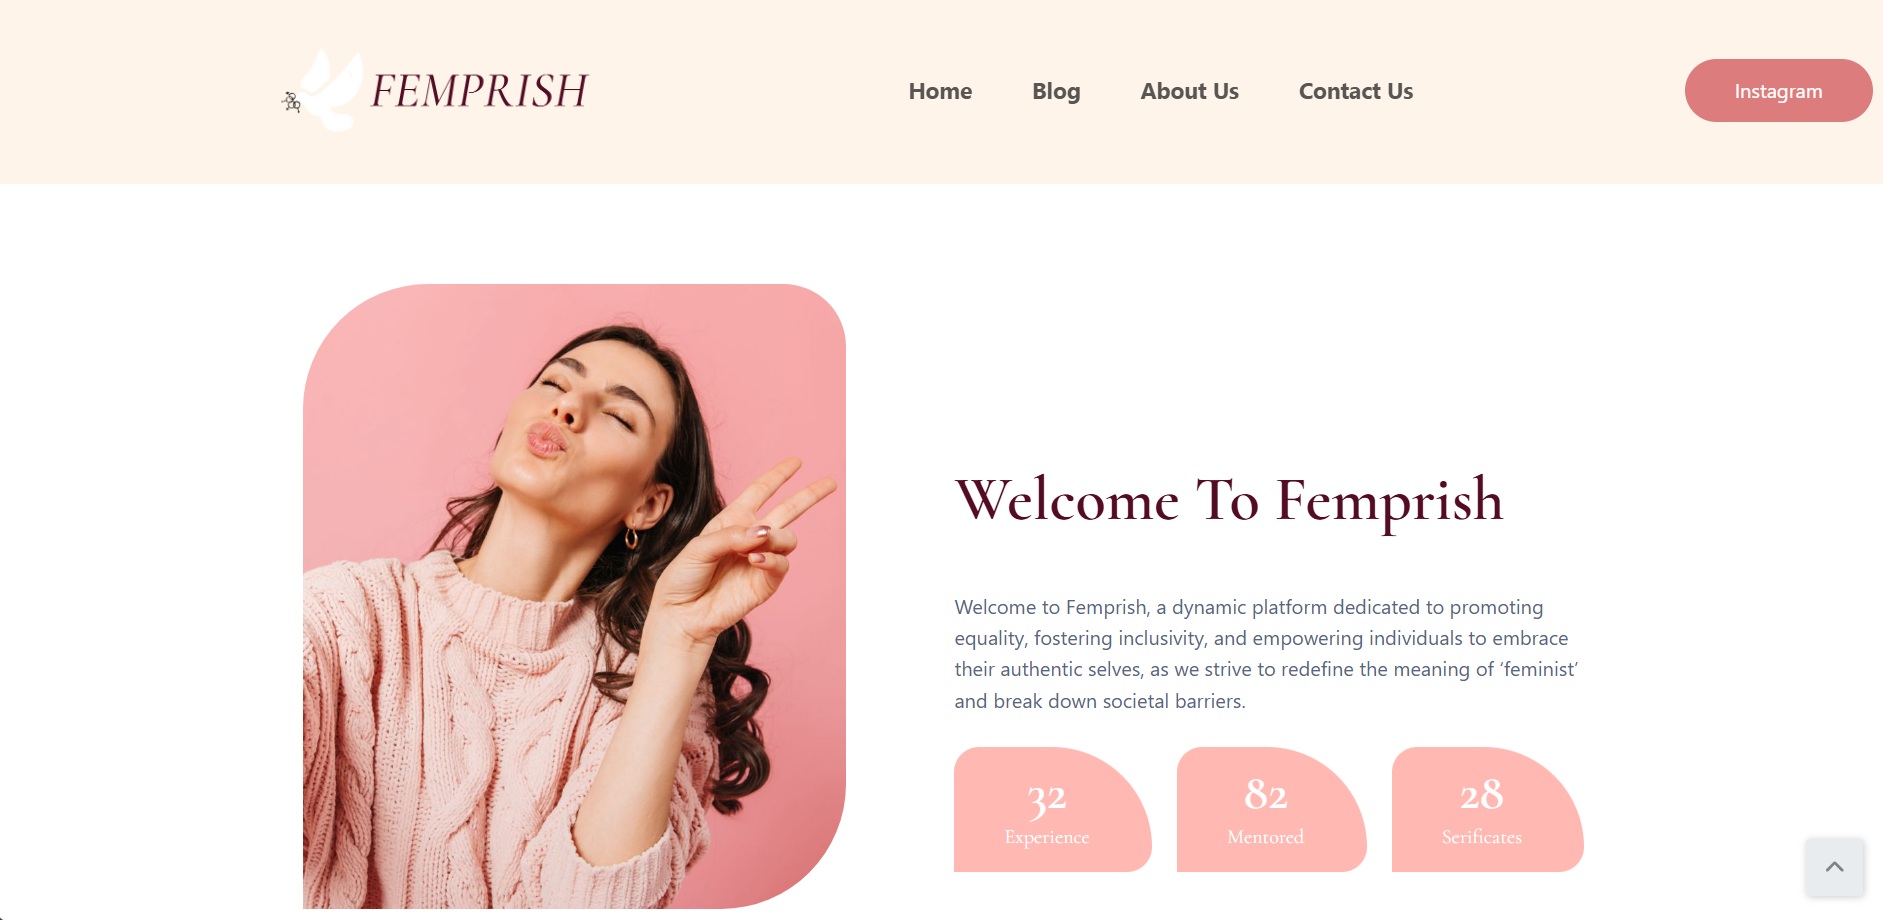 FEMPRISH
Home
Blog
About Us
Contact Us
Instagram
Welcome To Femprish
Welcome to Femprish, a dynamic platform dedicated to promoting
equality, fostering inclusivity, and empowering individuals to embrace
their authentic selves, as we strive to redefine the meaning of ‘feminist’
and break down societal barriers.
32
Experience
82
Mentored
28
Serificates